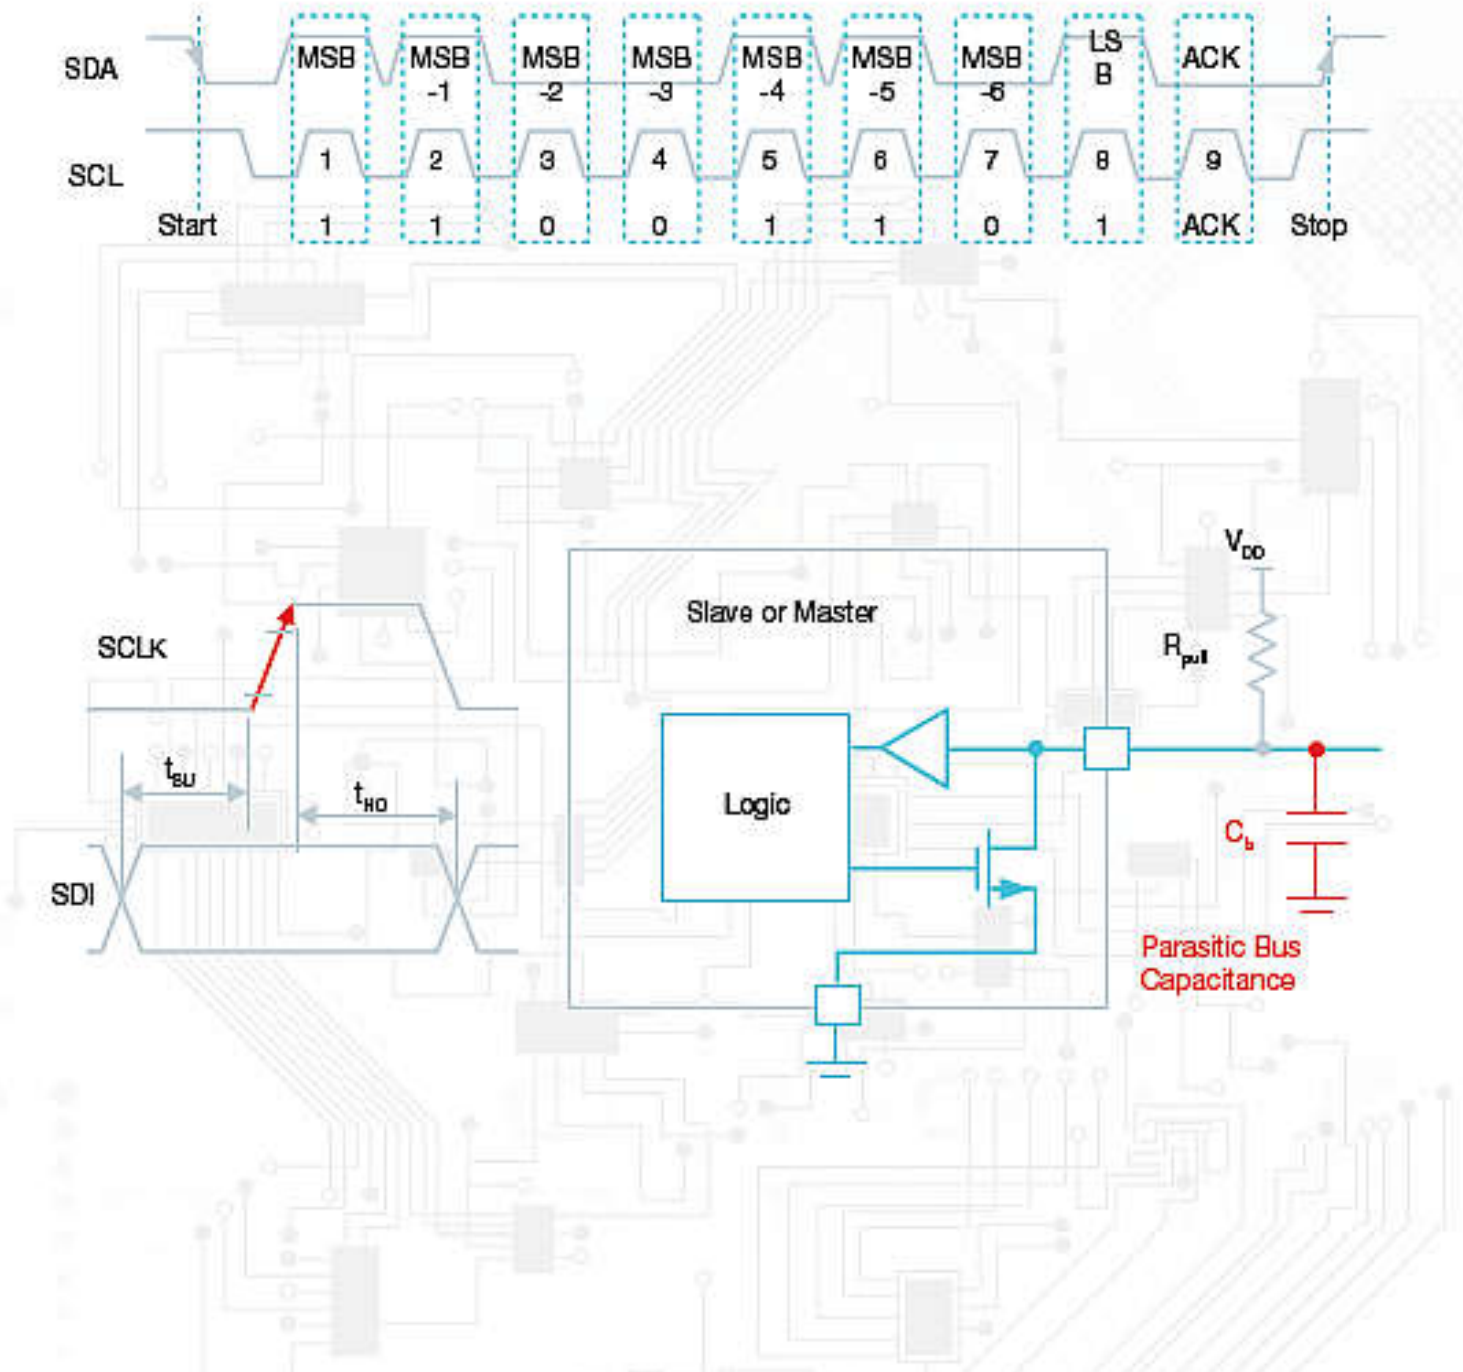 SDA
MSB
MSB
-1
MSB
-2
MSB
-3
MSB
-4
MSB
-5
MSB
-6
LS
B
ACK
SCL
1 2 3 4 5 6 7 8 9
Start 1 1 0 0 1 1 0 1 ACK Stop
VDD
Slave or Master
SCLK
Rpull
tSU
tHO
Logic
Cb
SDI
Parasitic Bus
Capacitance